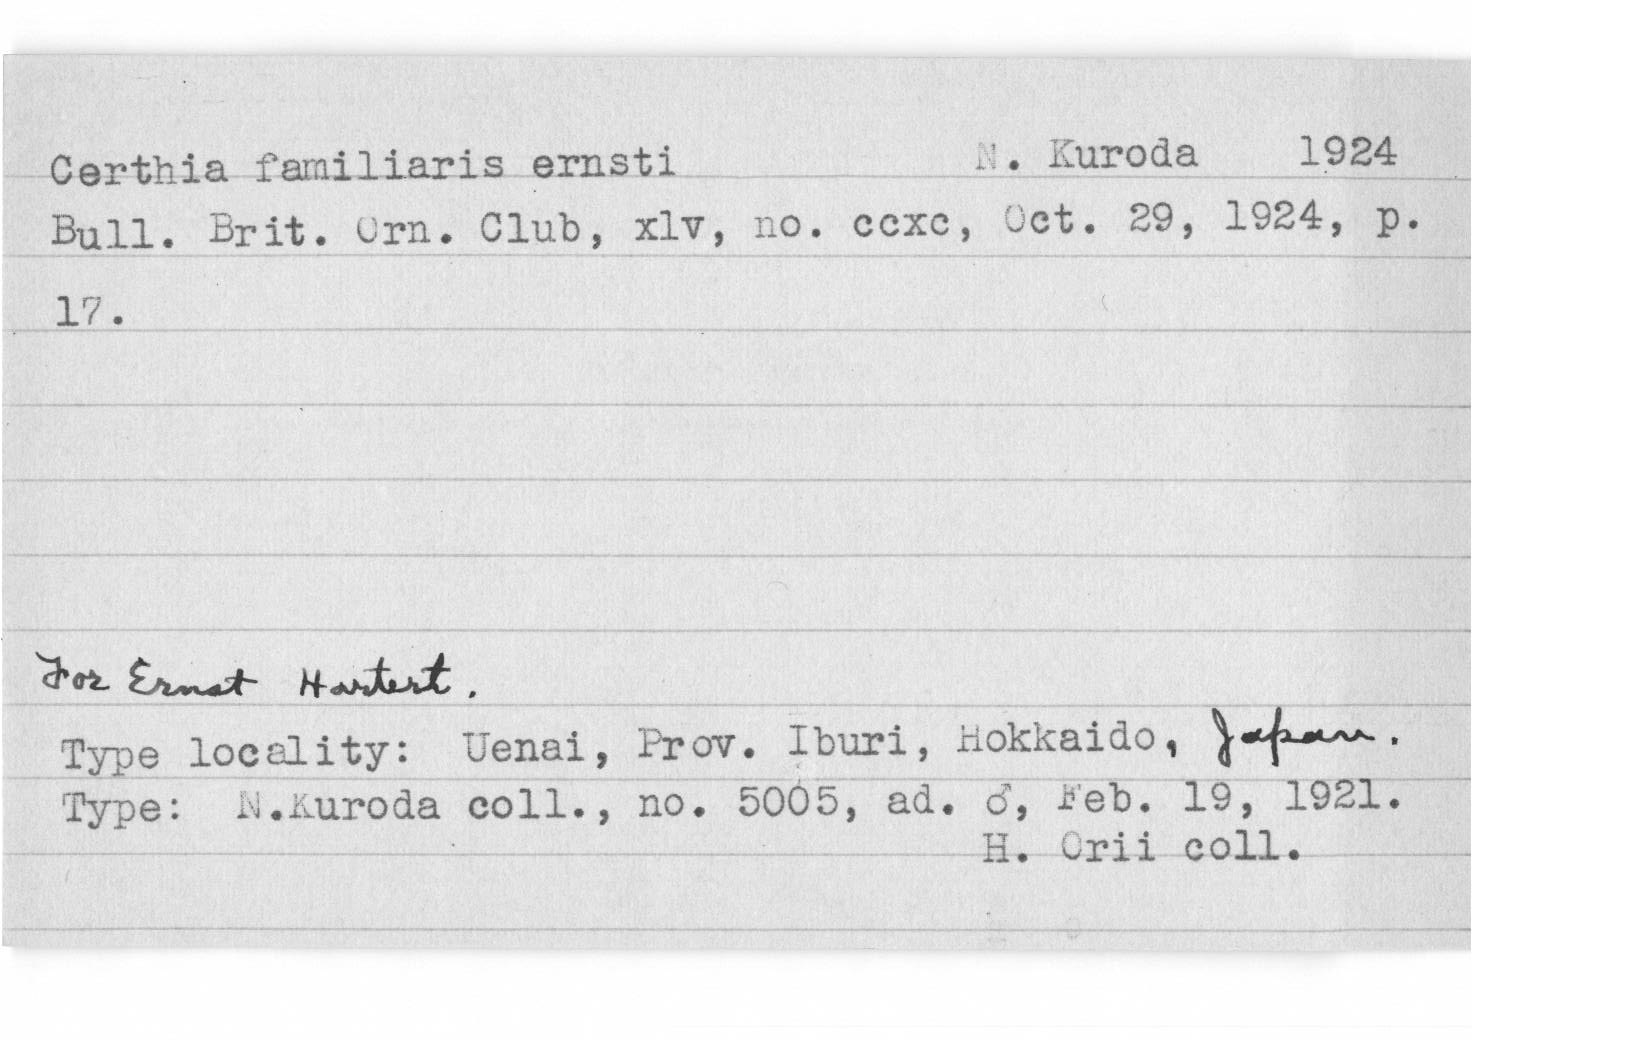 Certhia familiaris ernsti N. Kuroda 1924
Bull. Brit. Orn. Club, xlv, no. ccxc, Oct. 29, 1924, p.
17.
For Ernst Hartert.
Type locality: Uenai, Prov. Iburi, Hokkaido, Japan.
Type: N.Kuroda coll., no. 5005, ad. ♂, Feb. 19, 1921.
H. Orii coll.